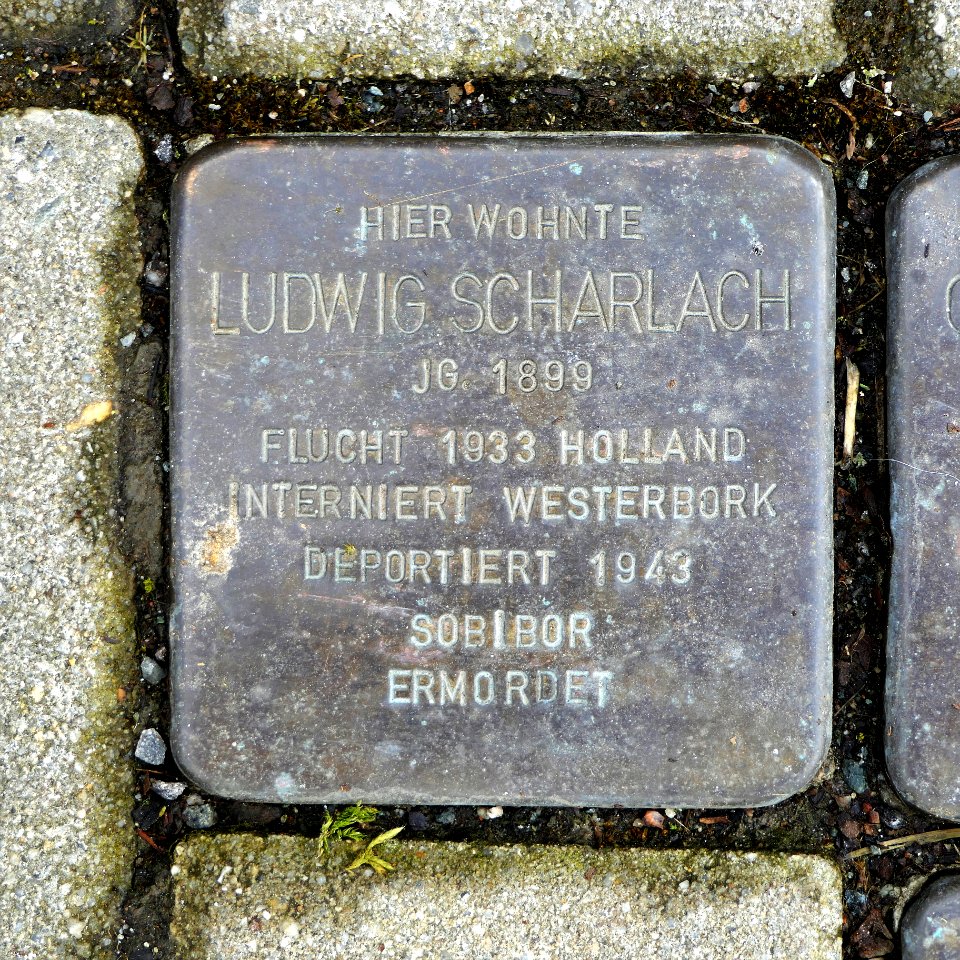 HIER WOHNTE
LUDWIG SCHARLACH
JG. 1899
FLUCHT 1933 HOLLAND
INTERNIERT WESTERBORK
DEPORTIERT 1943
SOBIBOR
ERMORDET